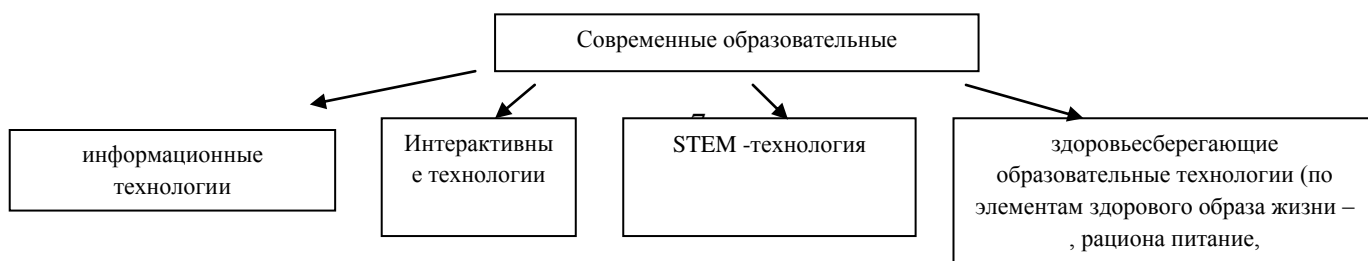 Современные образовательные
информационные
технологии
Интерактивны
е технологии
STEM -технология
здоровьесберегающие
образовательные технологии (по
элементам здорового образа жизни –
, рациона питание,